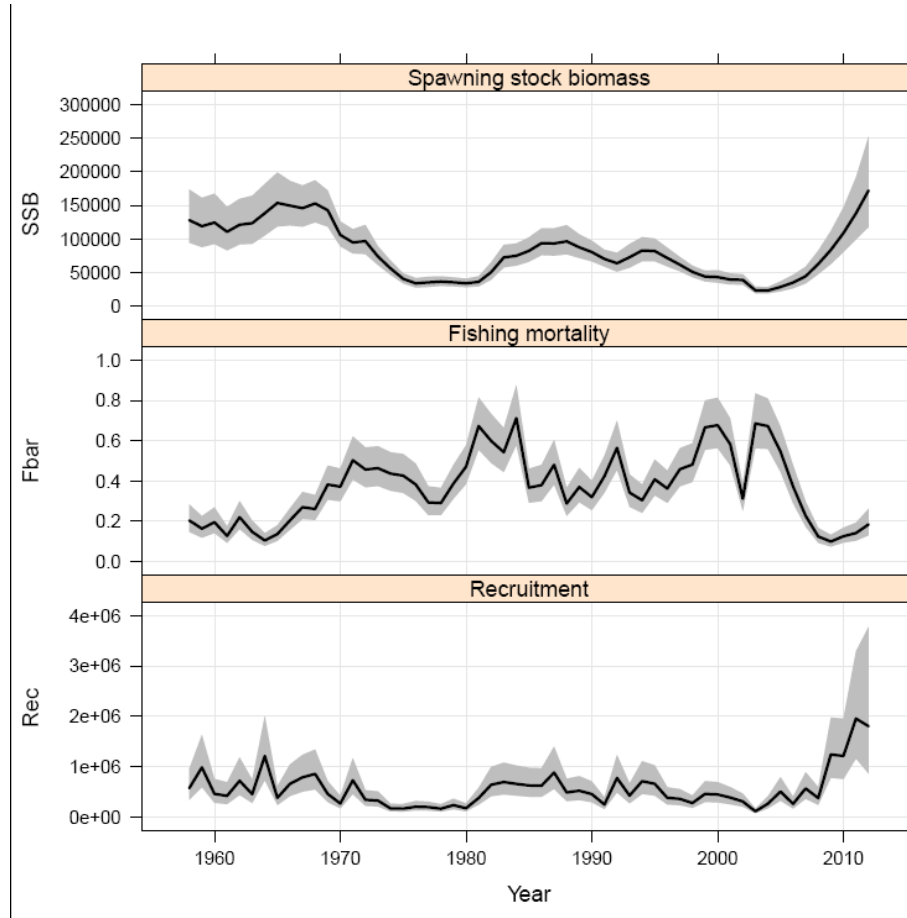 Spawning stock biomass
300000
250000
200000
150000
100000
50000
0
SSB
Fishing mortality
1.0
0.8
0.6
0.4
0.2
0.0
Fbar
Recruitment
4e+06
3e+06
2e+06
1e+06
0e+00
Rec
1960 1970 1980 1990 2000 2010
Year